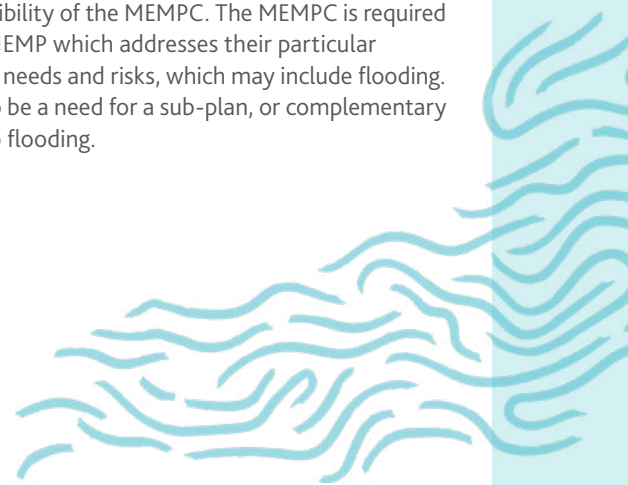 ibility of the MEMPC. The MEMPC is required
MEMP which addresses their particular
needs and risks, which may include flooding.
be a need for a sub-plan, or complementary
flooding.